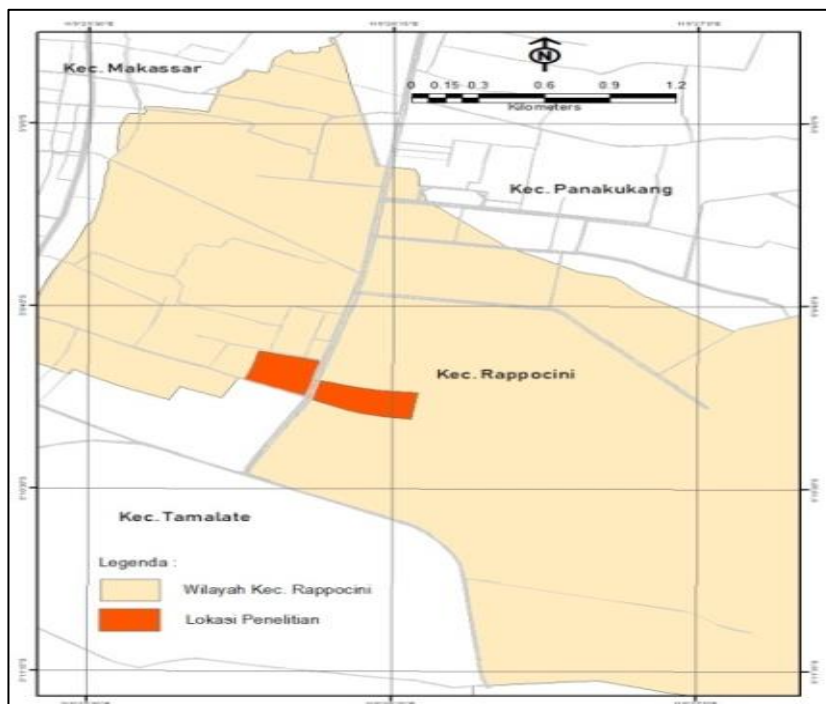 Kec. Makassar
N
0 0.15 0.3 0.6 0.9 1.2
Kilometers
Kec. Panakukang
Kec. Rappocini
Kec. Tamalate
Legenda :
Wilayah Kec. Rappocini
Lokasi Penelitian